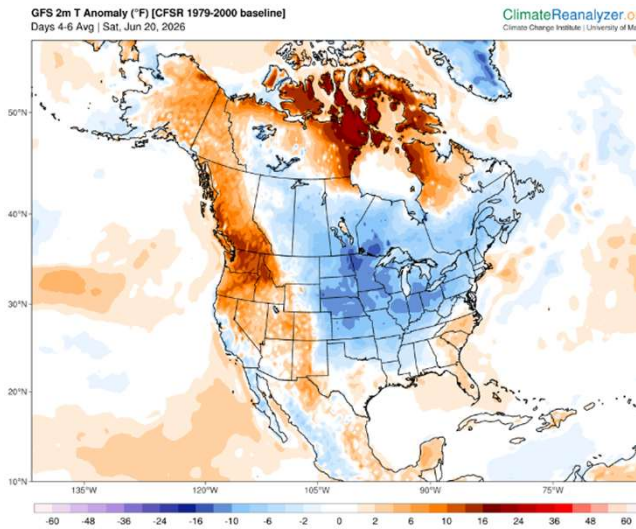 GFS 2m T Anomaly (°F) [CFSR 1979-2000 baseline]
Days 4-6 Avg | Sat, Jun 20, 2026
ClimateReanalyzer.o
Climate Change Institute | University of Ma
50°N
40°N
30°N
20°N
10°N
135°W 120°W 105°W 90°W 75°W
-60 -48 -36 -24 -16 -10 -6 -2 0 2 6 10 16 24 36 48 60